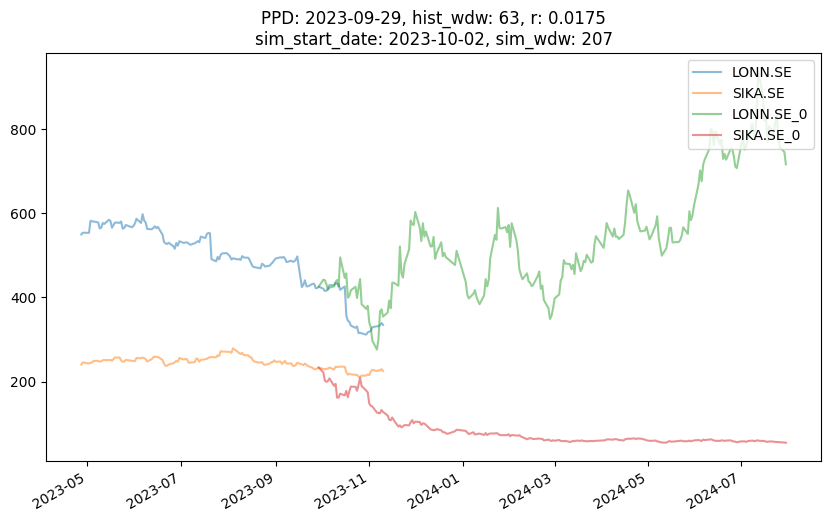 PPD: 2023-09-29, hist_wdw: 63, r: 0.0175
sim_start_date: 2023-10-02, sim_wdw: 207
LONN.SE
SIKA.SE
LONN.SE_0
SIKA.SE_0
800
600
400
200
2023-05
2023-07
2023-09
2023-11
2024-01
2024-03
2024-05
2024-07